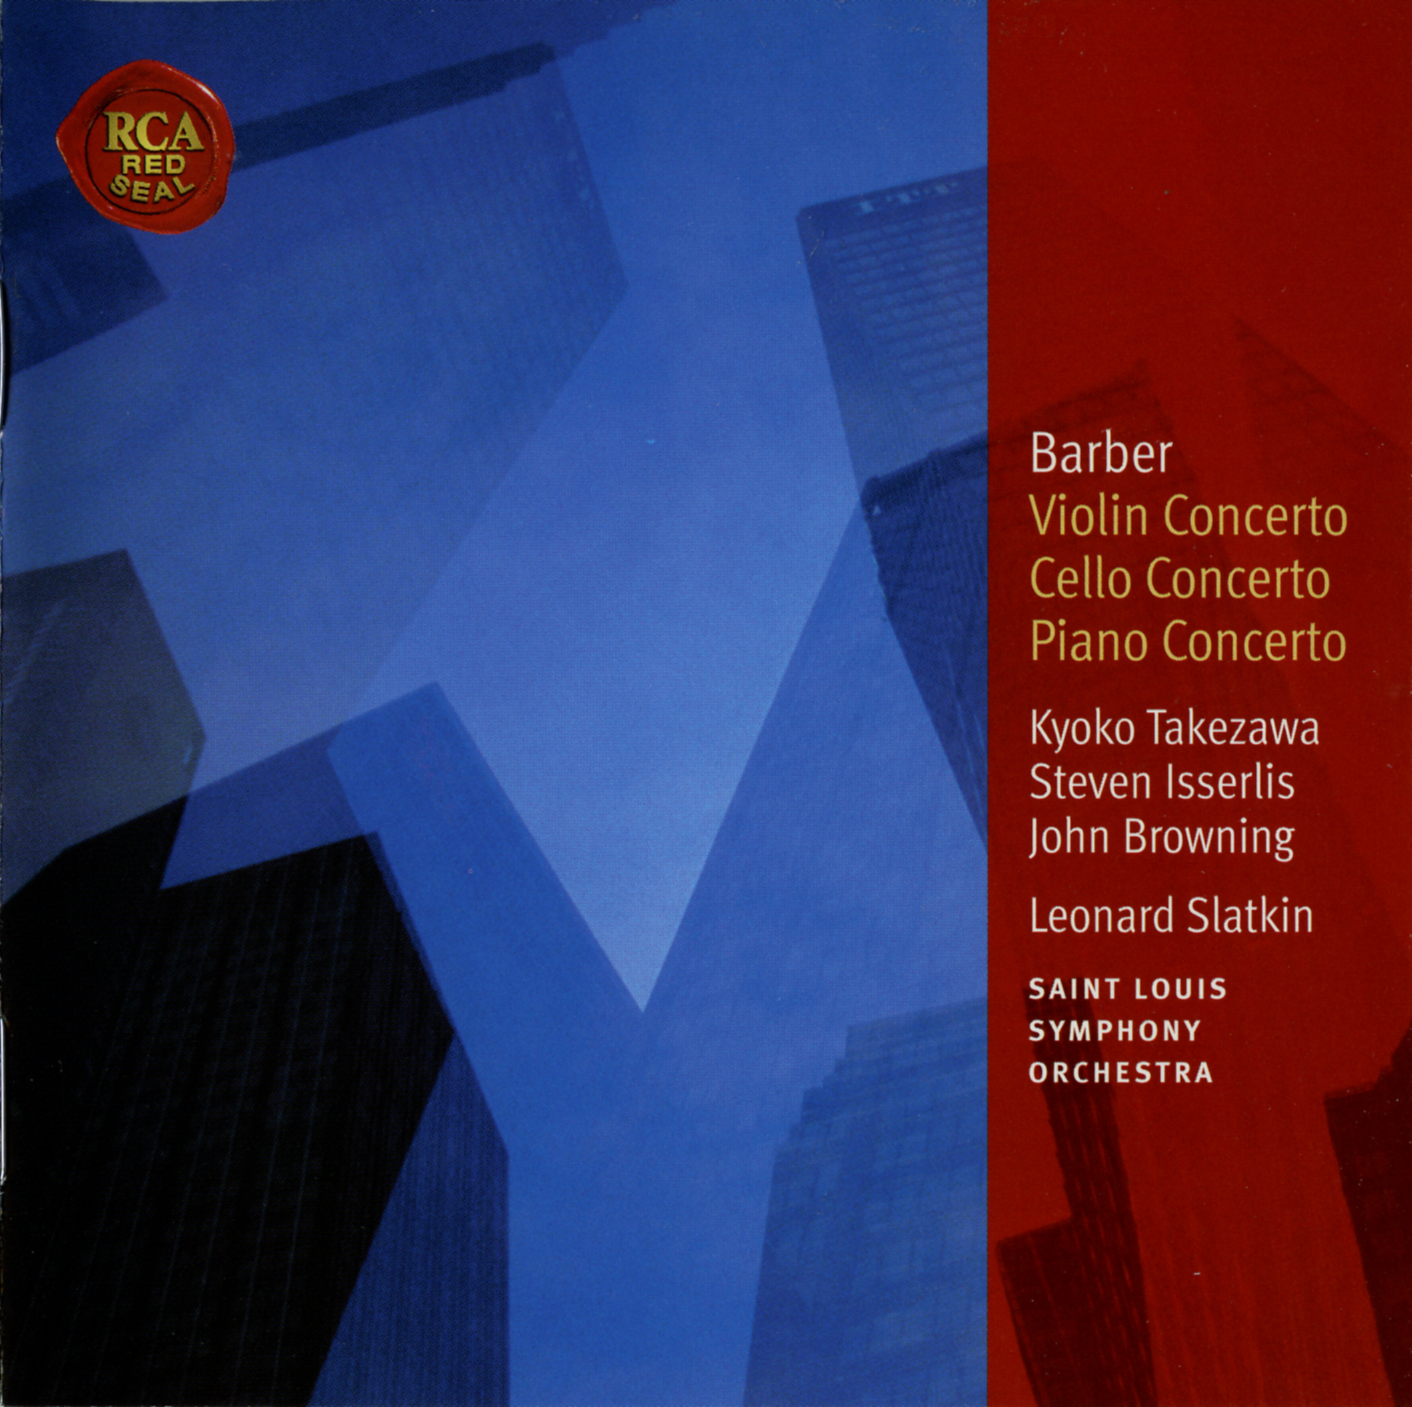 RCA
RED
SEAL
Barber
Violin Concerto
Cello Concerto
Piano Concerto
Kyoko Takezawa
Steven Isserlis
John Browning
Leonard Slatkin
SAINT LOUIS
SYMPHONY
ORCHESTRA